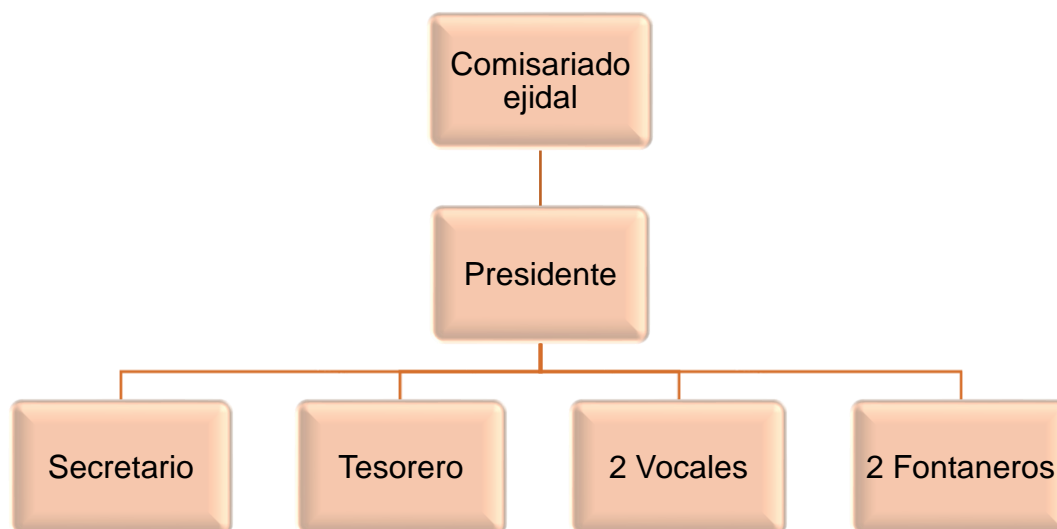 Comisariado
ejidal
Presidente
Secretario
Tesorero
2 Vocales
2 Fontaneros